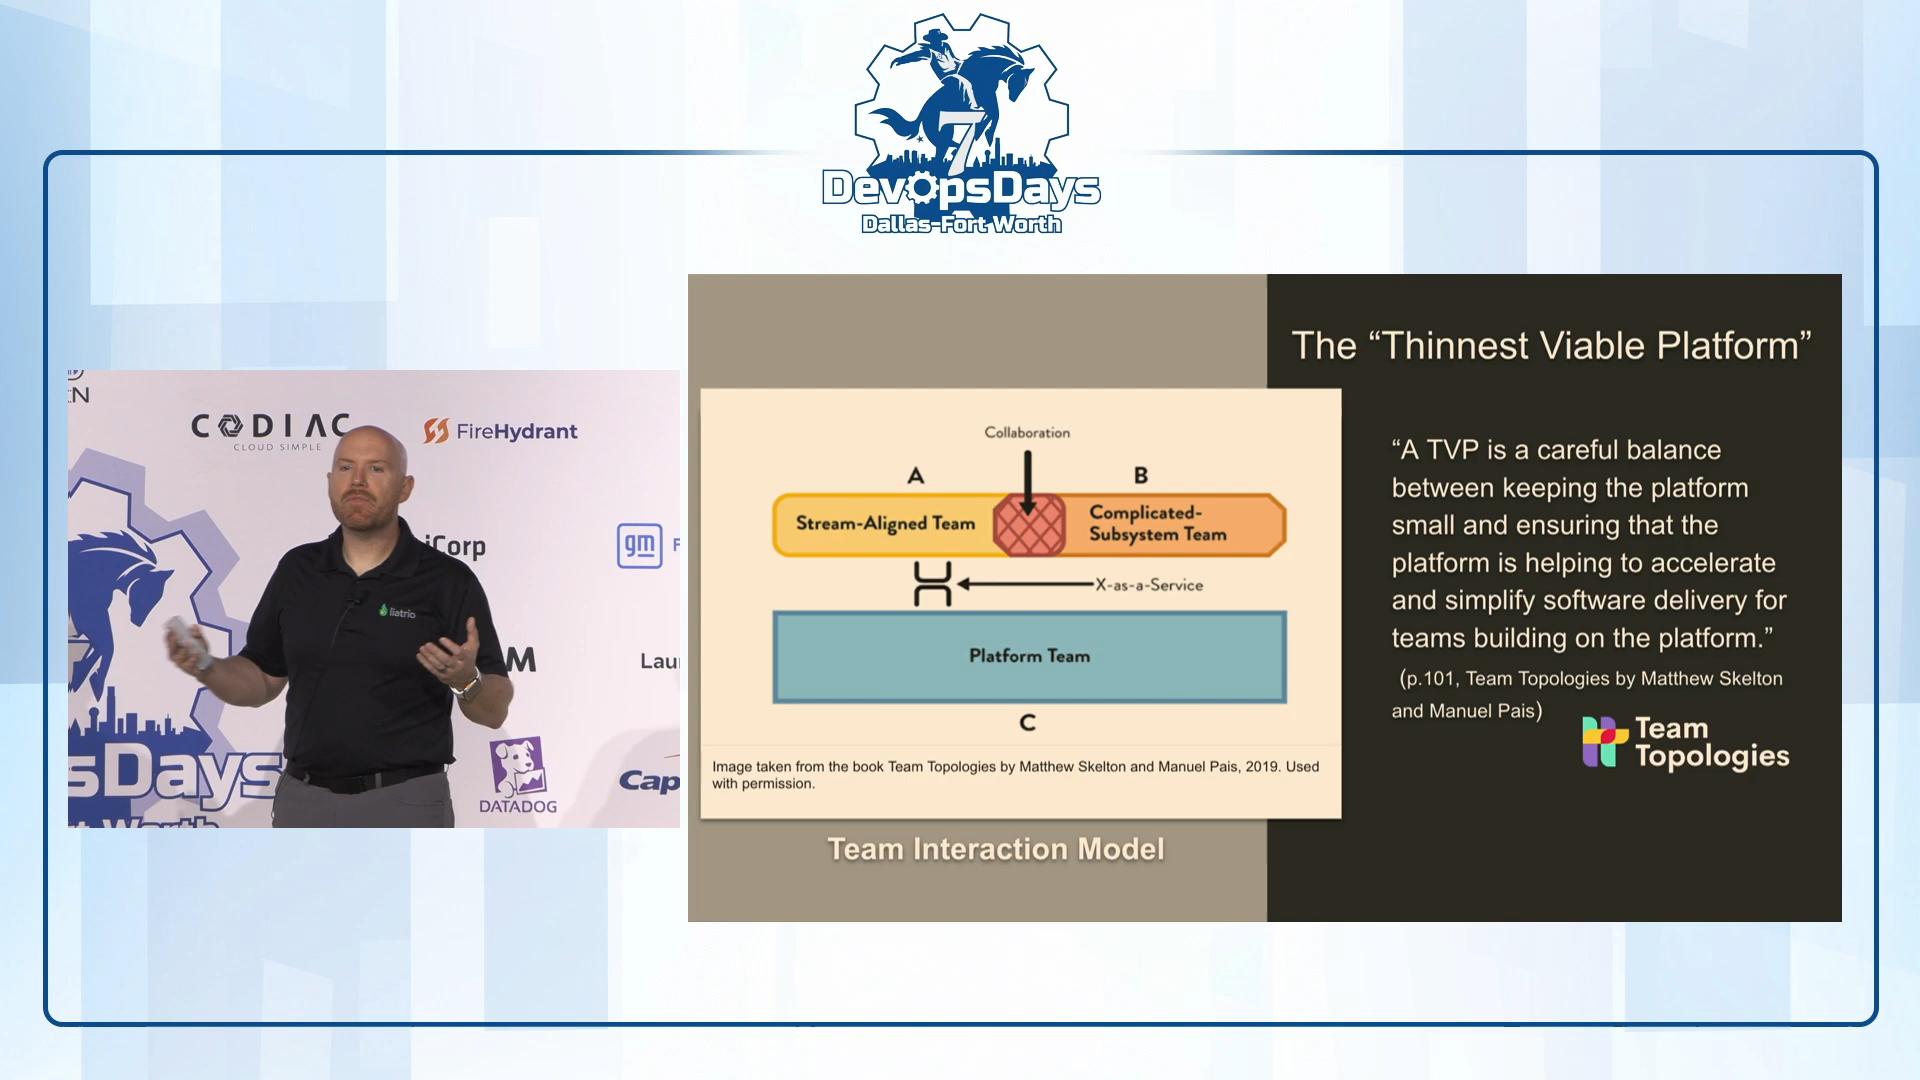 7
DevOpsDays
Dallas-Fort Worth
EN
CODIAC
CLOUD SIMPLE
FireHydrant
iCorp
gm
F
liatrio
M
Lau
sDays
rt Worth
DATADOG
Cap
The “Thinnest Viable Platform”
Collaboration
A
B
Stream-Aligned Team
Complicated-
Subsystem Team
X-as-a-Service
Platform Team
C
Image taken from the book Team Topologies by Matthew Skelton and Manuel Pais, 2019. Used
with permission.
Team Interaction Model
“A TVP is a careful balance
between keeping the platform
small and ensuring that the
platform is helping to accelerate
and simplify software delivery for
teams building on the platform.”
(p.101, Team Topologies by Matthew Skelton
and Manuel Pais)
Team
Topologies